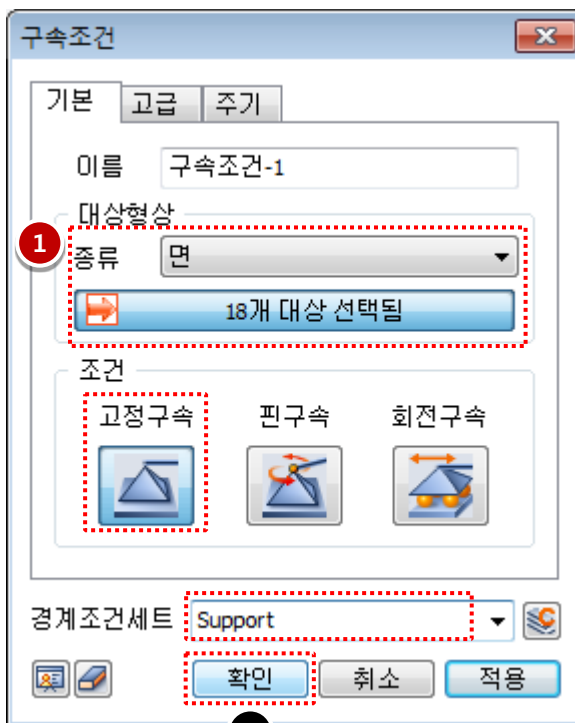 구속조건
기본 고급 주기
이름 구속조건-1
대상형상
1
종류 면
18개 대상 선택됨
조건
고정구속 핀구속 회전구속
경계조건세트 Support
확인 취소 적용